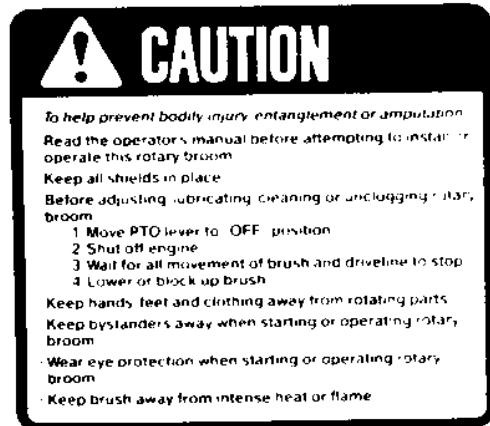 CAUTION
To help prevent bodily injury, entanglement or amputation
Read the operator's manual before attempting to install or
operate this rotary broom
Keep all shields in place
Before adjusting lubricating cleaning or unclogging rotary
broom
1 Move PTO lever to OFF position
2 Shut off engine
3 Wait for all movement of brush and driveline to stop
4 Lower or block up brush
Keep hands, feet and clothing away from rotating parts
Keep bystanders away when starting or operating rotary
broom
Wear eye protection when starting or operating rotary
broom
Keep brush away from intense heat or flame